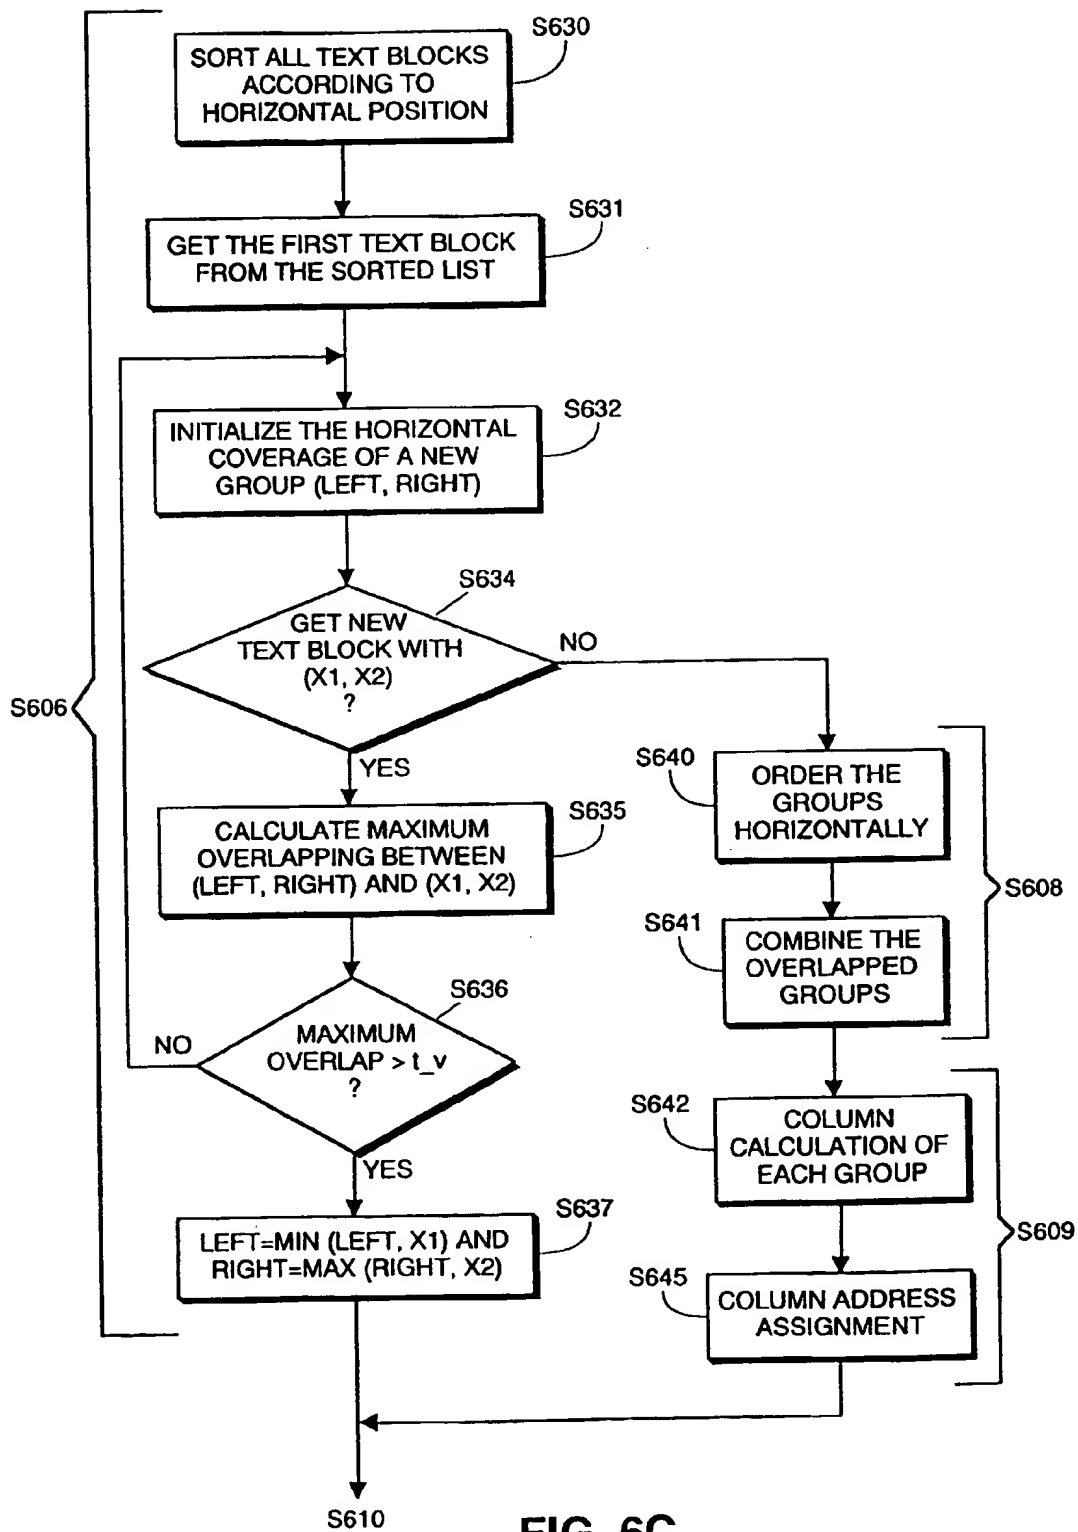 S630
SORT ALL TEXT BLOCKS
ACCORDING TO
HORIZONTAL POSITION
S631
GET THE FIRST TEXT BLOCK
FROM THE SORTED LIST
S632
INITIALIZE THE HORIZONTAL
COVERAGE OF A NEW
GROUP (LEFT, RIGHT)
S634
GET NEW
TEXT BLOCK WITH
(X1, X2)
?
NO
YES
S606
S635
CALCULATE MAXIMUM
OVERLAPPING BETWEEN
(LEFT, RIGHT) AND (X1, X2)
S636
MAXIMUM
OVERLAP > t_v
?
NO
YES
S637
LEFT=MIN (LEFT, X1) AND
RIGHT=MAX (RIGHT, X2)
S640
ORDER THE
GROUPS
HORIZONTALLY
S608
S641
COMBINE THE
OVERLAPPED
GROUPS
S642
COLUMN
CALCULATION OF
EACH GROUP
S609
S645
COLUMN ADDRESS
ASSIGNMENT
S610
FIG. 6C